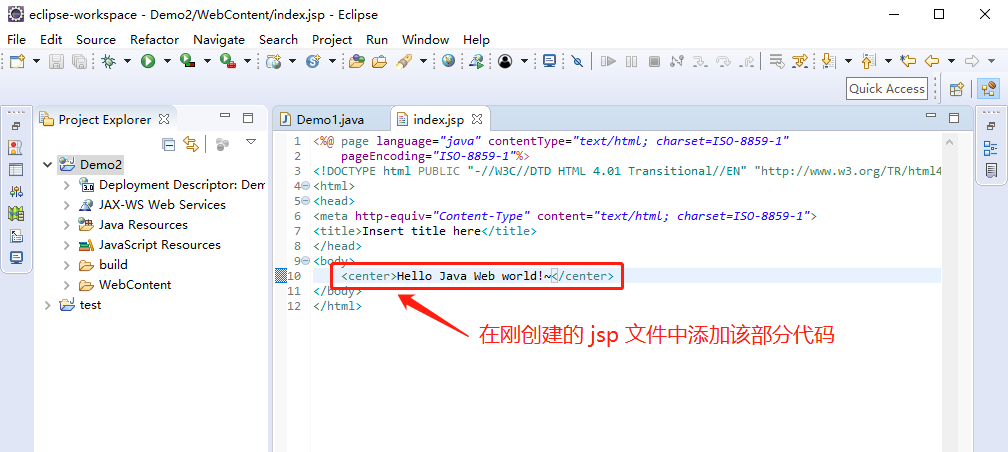 eclipse-workspace - Demo2/WebContent/index.jsp - Eclipse
File Edit Source Refactor Navigate Search Project Run Window Help
Quick Access
Project Explorer
Demo2
3.0 Deployment Descriptor: Dem
JAX-WS Web Services
Java Resources
JavaScript Resources
build
WebContent
test
Demo1.java index.jsp
1 <%@ page language="java" contentType="text/html; charset=ISO-8859-1"
2 pageEncoding="ISO-8859-1"%>
3 <!DOCTYPE html PUBLIC "-//W3C//DTD HTML 4.01 Transitional//EN" "http://www.w3.org/TR/html4
4 <html>
5 <head>
6 <meta http-equiv="Content-Type" content="text/html; charset=ISO-8859-1">
7 <title>Insert title here</title>
8 </head>
9 <body>
10 <center>Hello Java Web world!~</center>
11 </body>
12 </html>
在刚创建的 jsp 文件中添加该部分代码